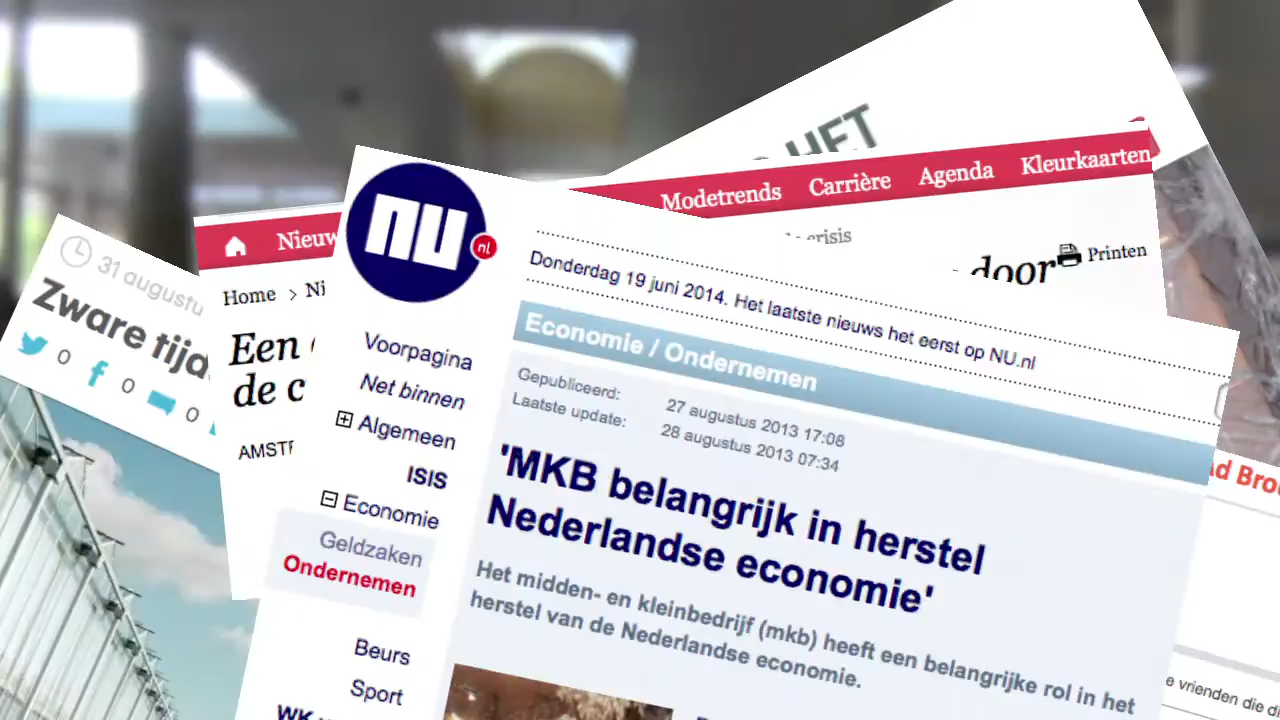 HET
Modetrends Carrière Agenda Kleurkaarten
crisis
door
Printen
31 augustu
Zware tijd
0 0 0
Nieuw
Home > Ni
Een
de c
AMSTE
nu
nl
Donderdag 19 juni 2014. Het laatste nieuws het eerst op NU.nl
Economie / Ondernemen
Gepubliceerd: 27 augustus 2013 17:08
Laatste update: 28 augustus 2013 07:34
'MKB belangrijk in herstel
Nederlandse economie'
Het midden- en kleinbedrijf (mkb) heeft een belangrijke rol in het
herstel van de Nederlandse economie.
Voorpagina
Net binnen
Algemeen
ISIS
Economie
Geldzaken
Ondernemen
Beurs
Sport
e vrienden die di